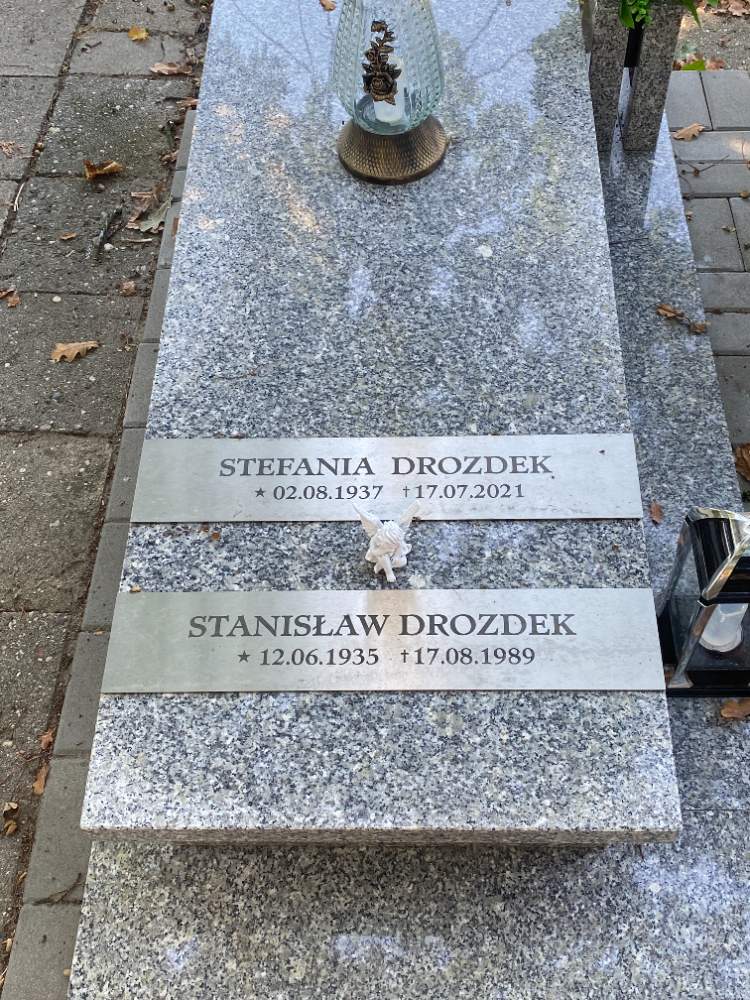 STEFANIA DROZDEK
★ 02.08.1937 †17.07.2021
STANISŁAW DROZDEK
★ 12.06.1935 †17.08.1989